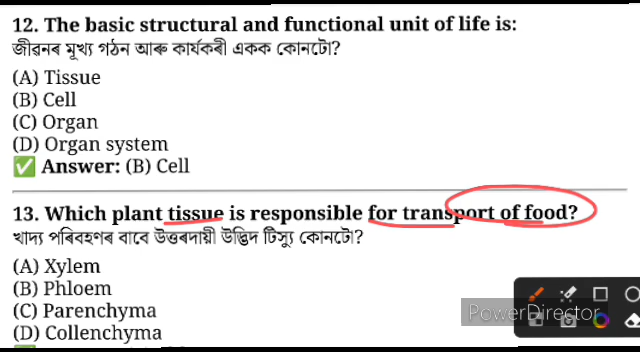 12. The basic structural and functional unit of life is:
জীৱনৰ মূখ্য গঠন আৰু কাৰ্যকৰী একক কোনটো?
(A) Tissue
(B) Cell
(C) Organ
(D) Organ system
✅ Answer: (B) Cell
13. Which plant tissue is responsible for transport of food?
খাদ্য পৰিবহণৰ বাবে উত্তৰদায়ী উদ্ভিদ টিস্যু কোনটো?
(A) Xylem
(B) Phloem
(C) Parenchyma
(D) Collenchyma
PowerDirector